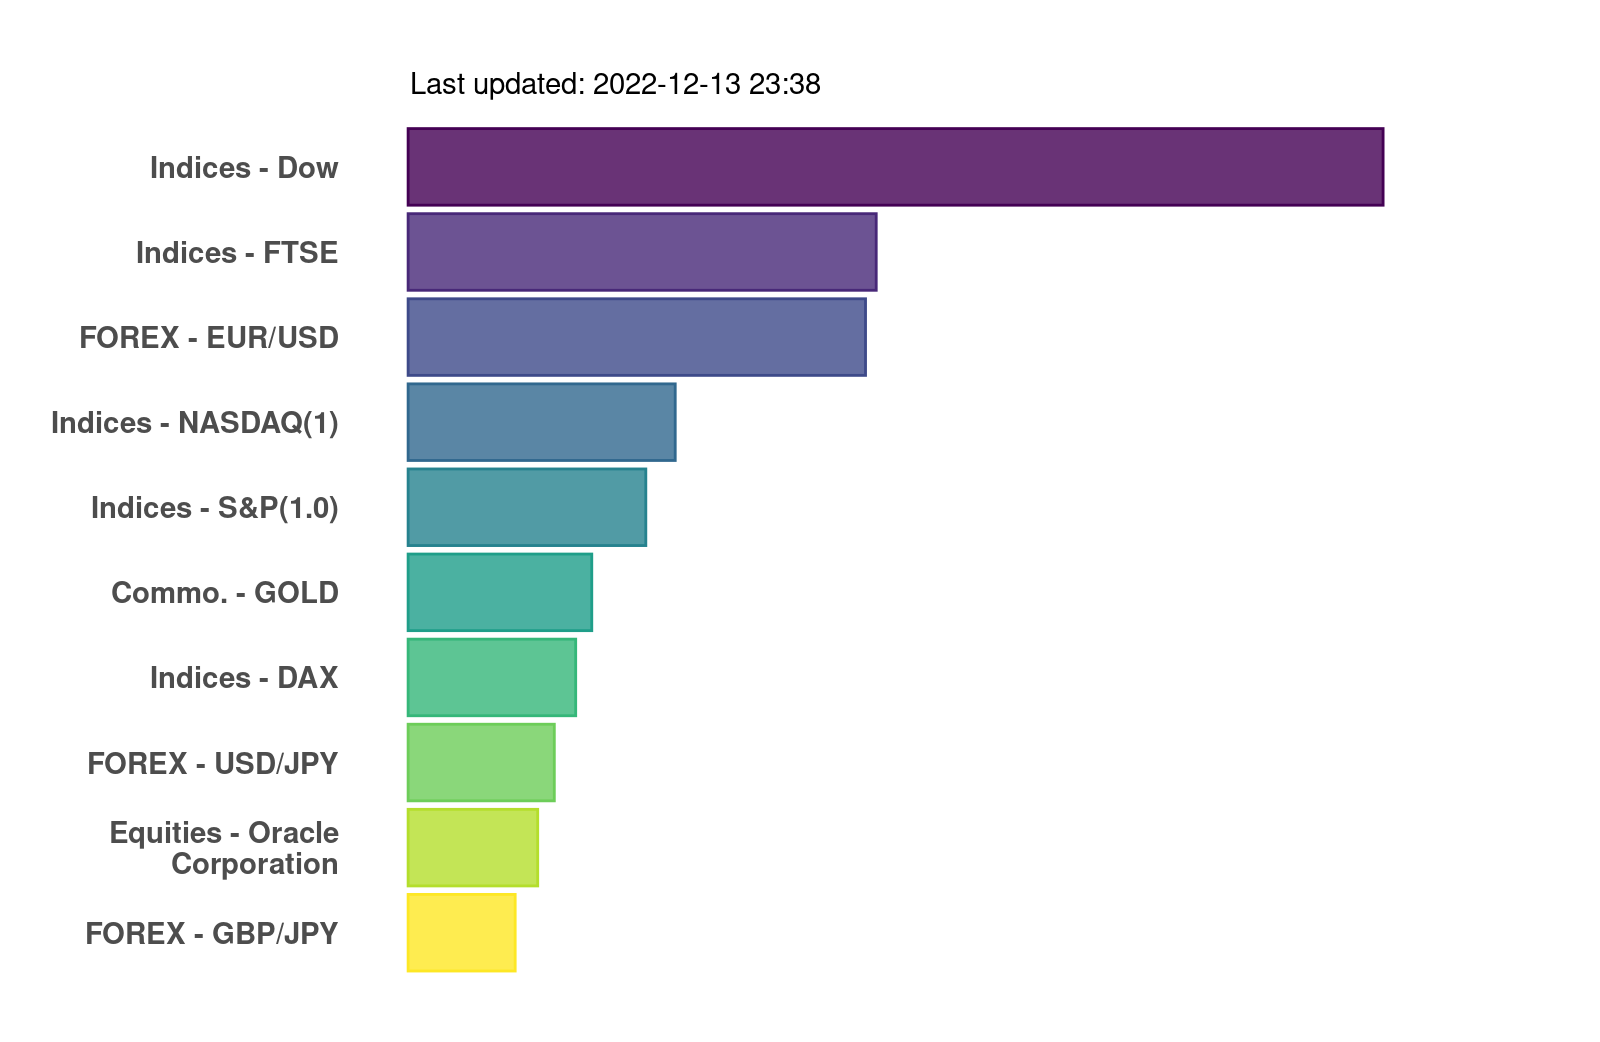 Last updated: 2022-12-13 23:38
Indices - Dow
Indices - FTSE
FOREX - EUR/USD
Indices - NASDAQ(1)
Indices - S&P(1.0)
Commo. - GOLD
Indices - DAX
FOREX - USD/JPY
Equities - Oracle
Corporation
FOREX - GBP/JPY